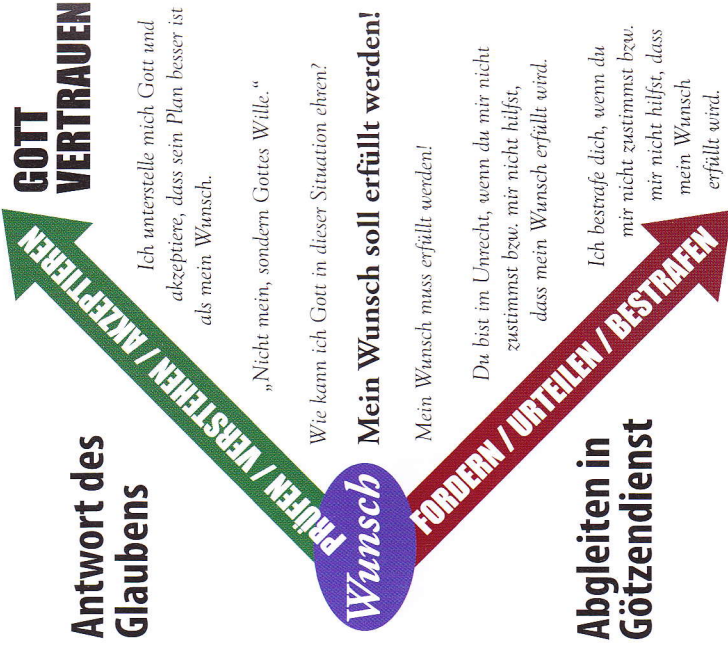 GOTT
VERTRAUEN
Antwort des
Glaubens
PRÜFEN / VERSTEHEN / AKZEPTIEREN
Ich unterstelle mich Gott und
akzeptiere, dass sein Plan besser ist
als mein Wunsch.
„Nicht mein, sondern Gottes Wille.“
Wie kann ich Gott in dieser Situation ehren?
Wunsch
Mein Wunsch soll erfüllt werden!
Mein Wunsch muss erfüllt werden!
Du bist im Unrecht, wenn du mir nicht
zustimmst bzw. mir nicht hilfst,
dass mein Wunsch erfüllt wird.
FORDERN / URTEILEN / BESTRAFEN
Ich bestrafe dich, wenn du
mir nicht zustimmst bzw.
mir nicht hilfst, dass
mein Wunsch
erfüllt wird.
Abgleiten in
Götzendienst